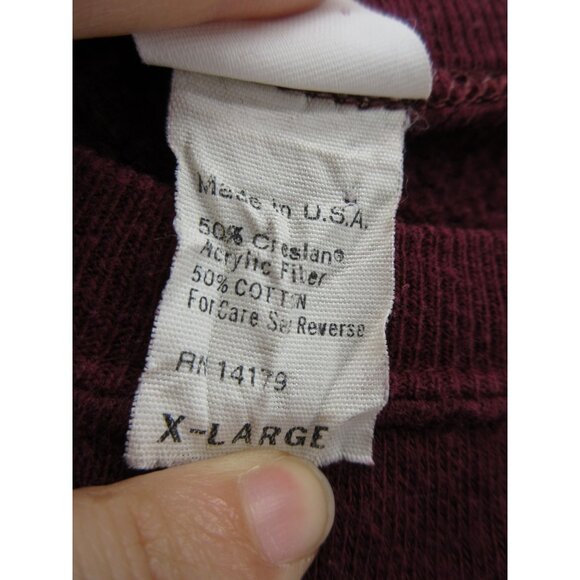 Made in U.S.A.
50% Creslan®
Acrylic Fiber
50% COTTON
For Care See Reverse
RN 14179
X-LARGE